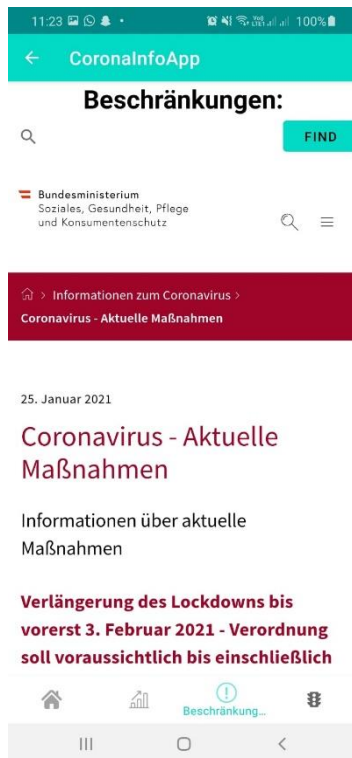 11:23 100%
CoronaInfoApp
Beschränkungen:
FIND
Bundesministerium
Soziales, Gesundheit, Pflege
und Konsumentenschutz
> Informationen zum Coronavirus >
Coronavirus - Aktuelle Maßnahmen
25. Januar 2021
Coronavirus - Aktuelle
Maßnahmen
Informationen über aktuelle
Maßnahmen
Verlängerung des Lockdowns bis
vorerst 3. Februar 2021 - Verordnung
soll voraussichtlich bis einschließlich
Beschränkung...